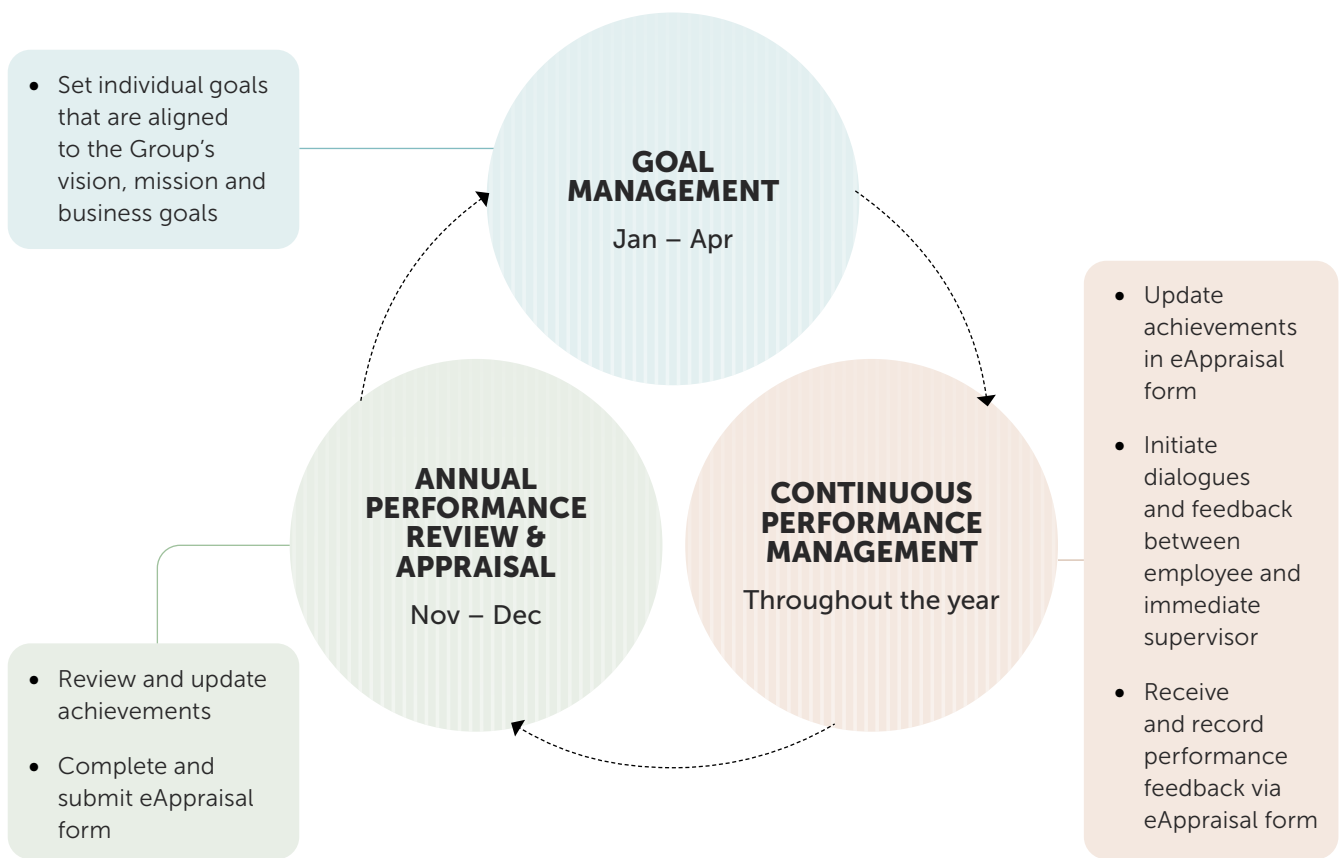 • Set individual goals
that are aligned
to the Group’s
vision, mission and
business goals
GOAL
MANAGEMENT
Jan – Apr
CONTINUOUS
PERFORMANCE
MANAGEMENT
Throughout the year
• Update
achievements
in eAppraisal
form
• Initiate
dialogues
and feedback
between
employee and
immediate
supervisor
• Receive
and record
performance
feedback via
eAppraisal form
ANNUAL
PERFORMANCE
REVIEW &
APPRAISAL
Nov – Dec
• Review and update
achievements
• Complete and
submit eAppraisal
form